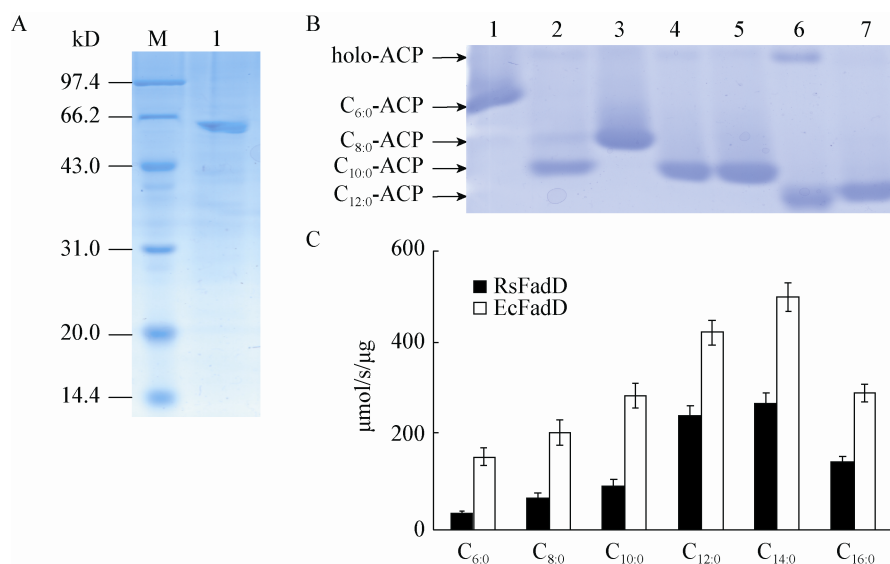 A
kD M 1
97.4
66.2
43.0
31.0
20.0
14.4
B
1 2 3 4 5 6 7
holo-ACP
C6:0-ACP
C8:0-ACP
C10:0-ACP
C12:0-ACP
C
600
400
200
0
μmol/s/μg
RsFadD
EcFadD
C6:0 C8:0 C10:0 C12:0 C14:0 C16:0